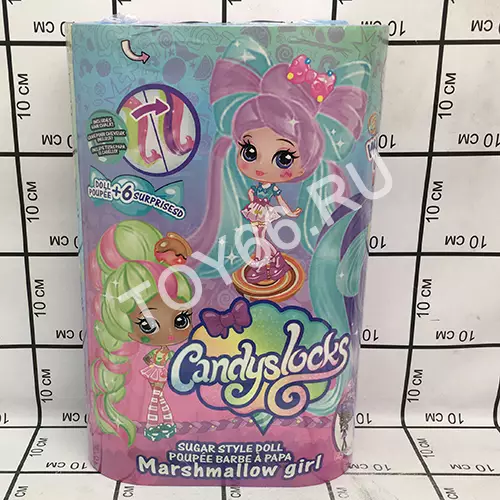 DOLL
POUPÉE
+6 SURPRISESD
TOY66.RU
Candyslocks
SUGAR STYLE DOLL
POUPÉE BARBE A PAPA
Marshmallow girl
10 CM
10 CM
10 CM
10 CM
10 CM
10 CM
10 CM
10 CM
10 CM
10 CM